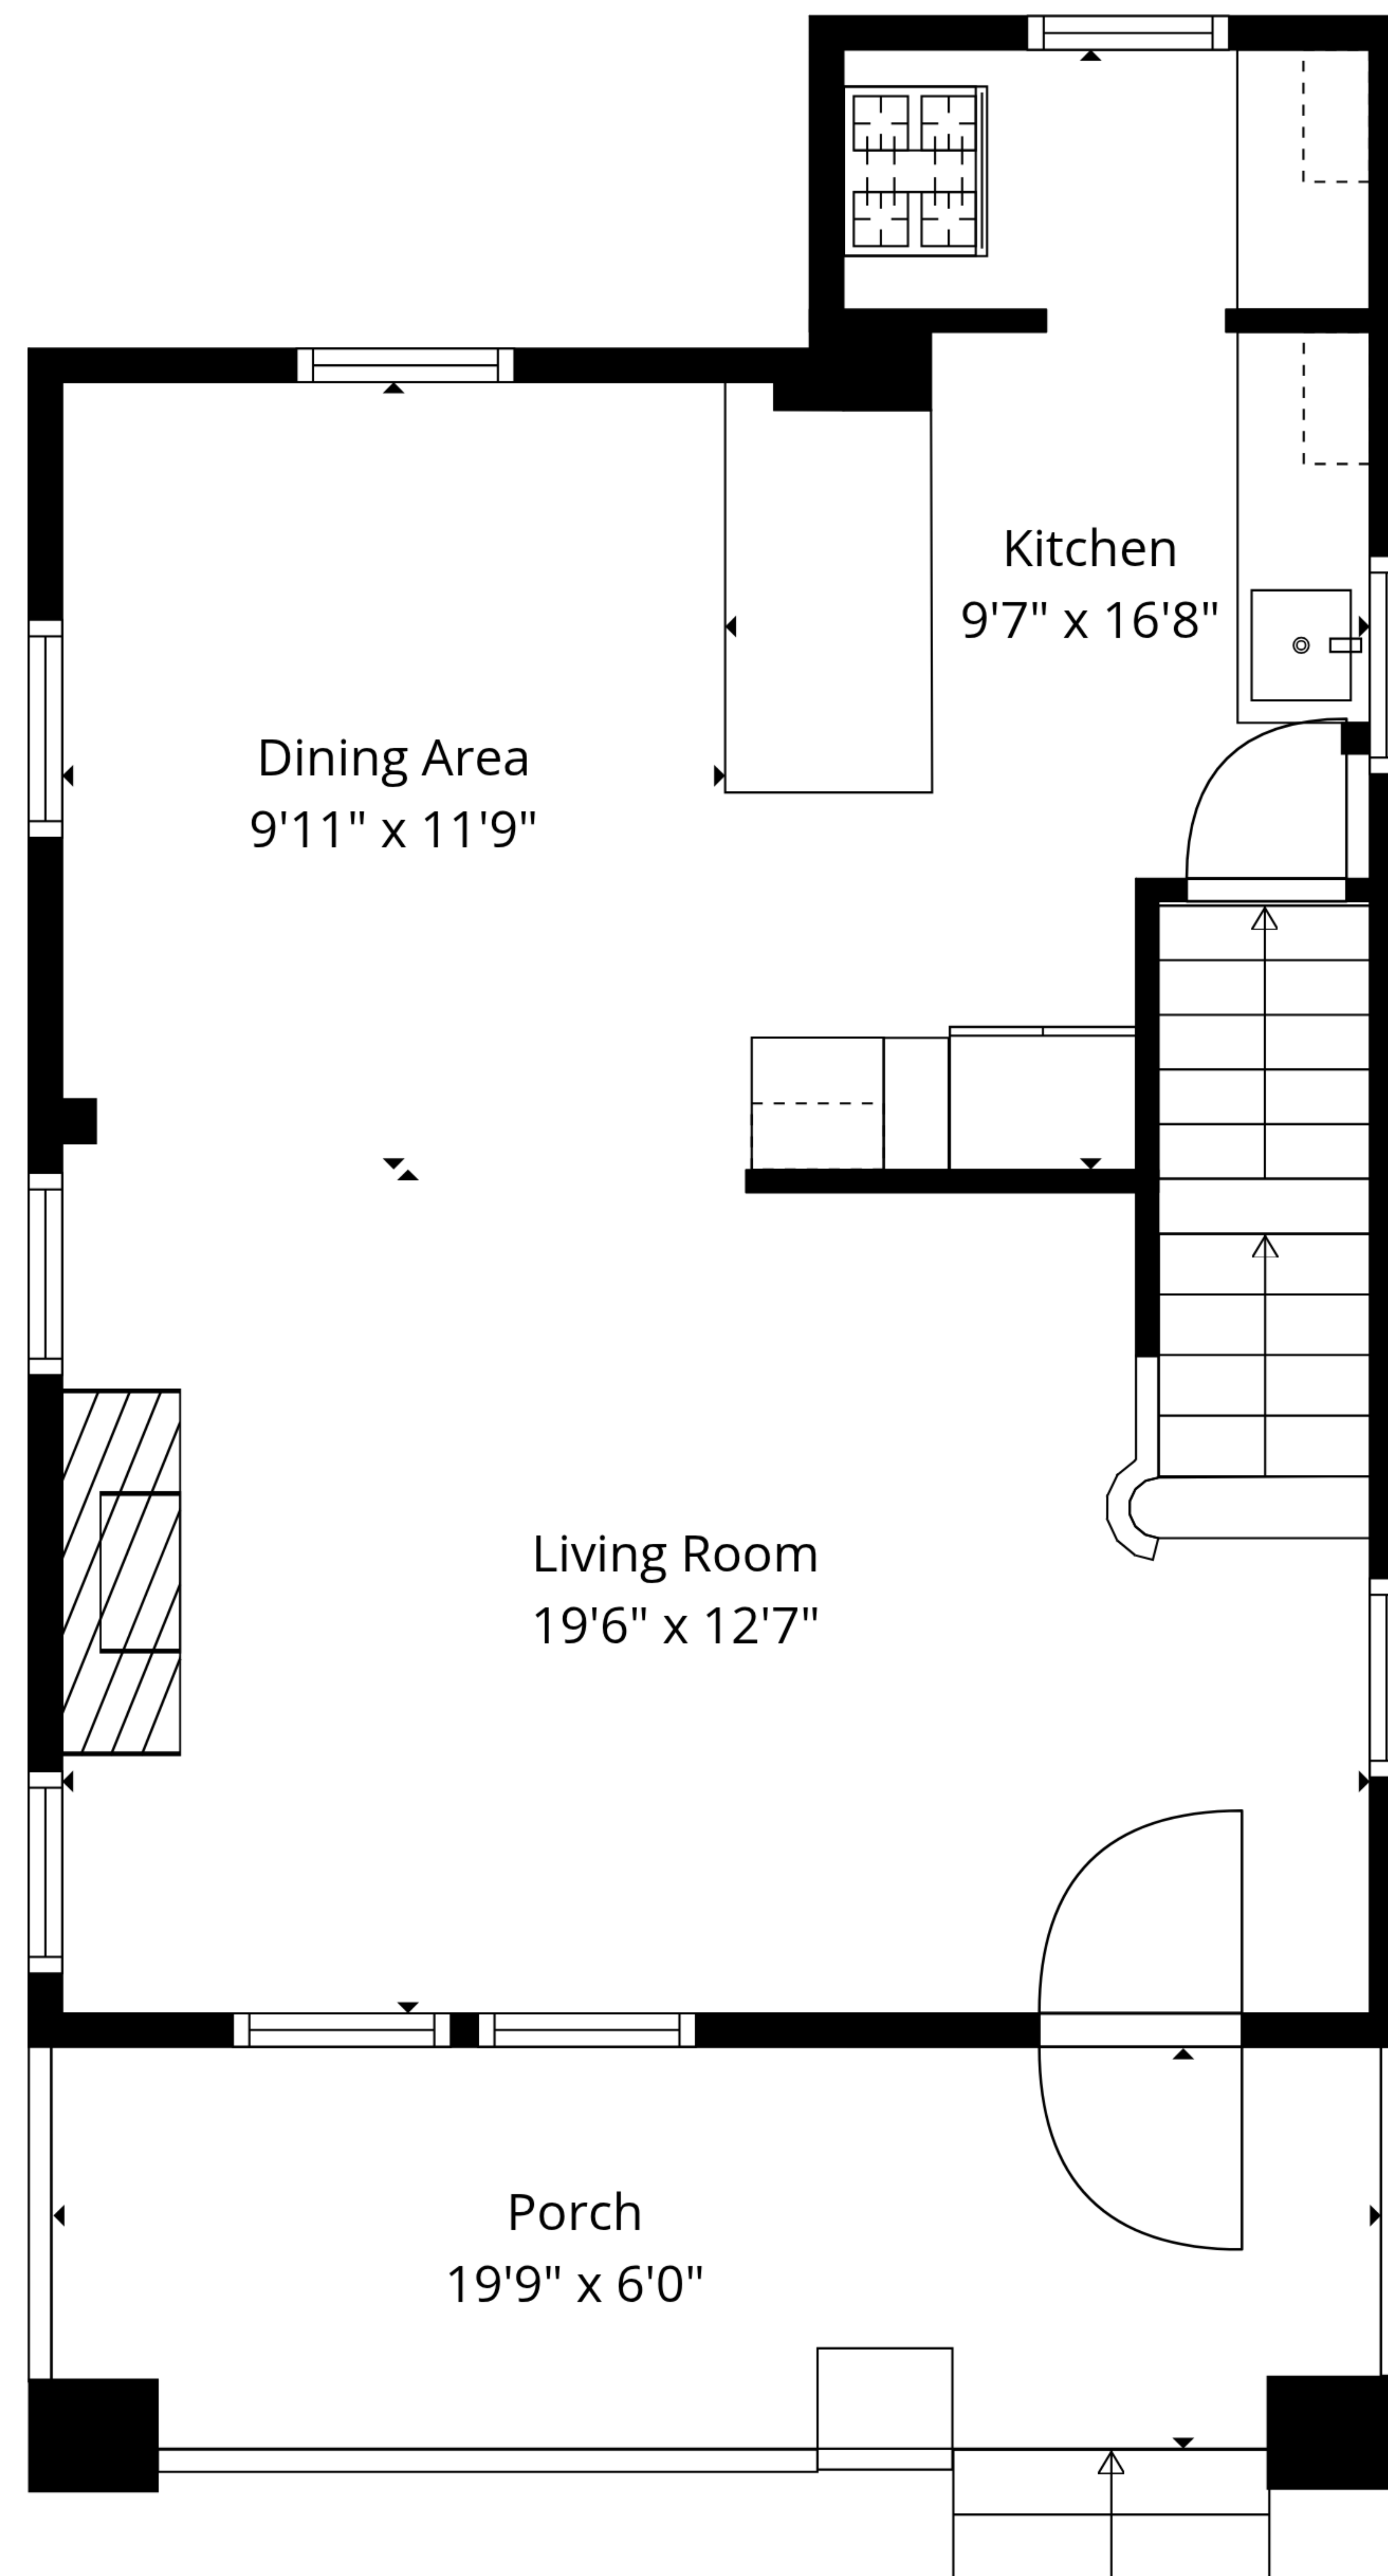 Kitchen
9'7" x 16'8"
Dining Area
9'11" x 11'9"
Living Room
19'6" x 12'7"
Porch
19'9" x 6'0"